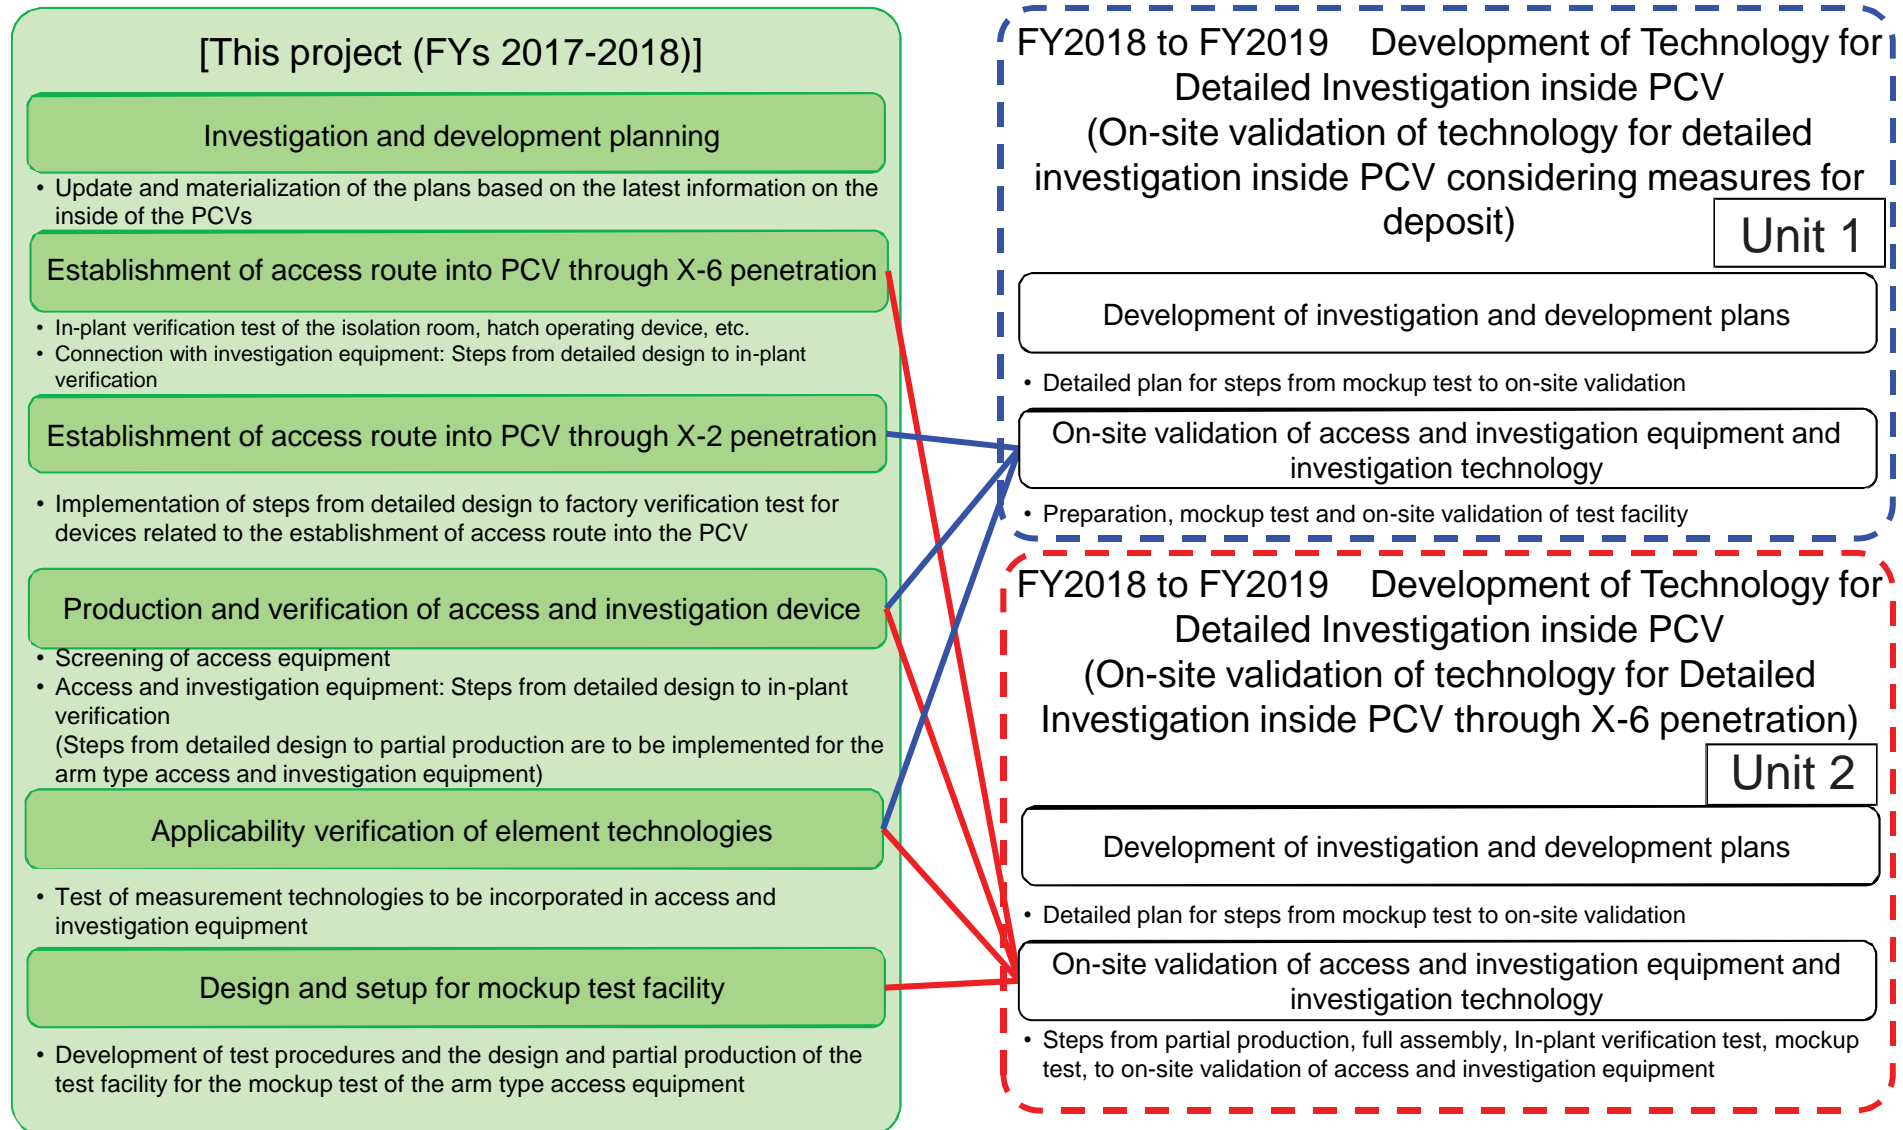 [This project (FYs 2017-2018)]
Investigation and development planning
• Update and materialization of the plans based on the latest information on the
inside of the PCVs
Establishment of access route into PCV through X-6 penetration
• In-plant verification test of the isolation room, hatch operating device, etc.
• Connection with investigation equipment: Steps from detailed design to in-plant
verification
Establishment of access route into PCV through X-2 penetration
• Implementation of steps from detailed design to factory verification test for
devices related to the establishment of access route into the PCV
Production and verification of access and investigation device
• Screening of access equipment
• Access and investigation equipment: Steps from detailed design to in-plant
verification
(Steps from detailed design to partial production are to be implemented for the
arm type access and investigation equipment)
Applicability verification of element technologies
• Test of measurement technologies to be incorporated in access and
investigation equipment
Design and setup for mockup test facility
• Development of test procedures and the design and partial production of the
test facility for the mockup test of the arm type access equipment
FY2018 to FY2019 Development of Technology for
Detailed Investigation inside PCV
(On-site validation of technology for detailed
investigation inside PCV considering measures for
deposit)
Unit 1
Development of investigation and development plans
• Detailed plan for steps from mockup test to on-site validation
On-site validation of access and investigation equipment and
investigation technology
• Preparation, mockup test and on-site validation of test facility
FY2018 to FY2019 Development of Technology for
Detailed Investigation inside PCV
(On-site validation of technology for Detailed
Investigation inside PCV through X-6 penetration)
Unit 2
Development of investigation and development plans
• Detailed plan for steps from mockup test to on-site validation
On-site validation of access and investigation equipment and
investigation technology
• Steps from partial production, full assembly, In-plant verification test, mockup
test, to on-site validation of access and investigation equipment